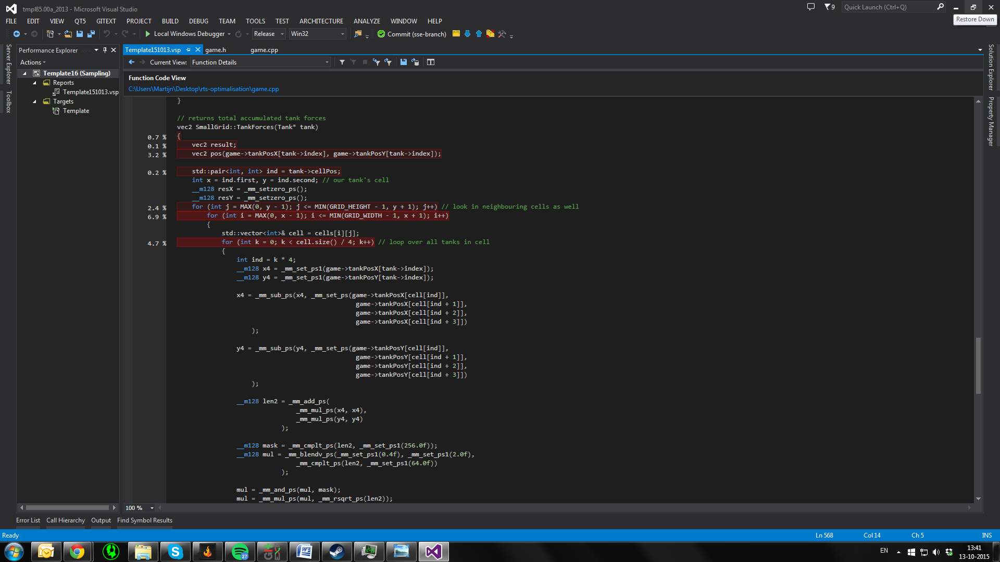 tmpl85.00a_2013 - Microsoft Visual Studio
9
Quick Launch (Ctrl+Q)
Restore Down
FILE EDIT VIEW QT5 GITEXT PROJECT BUILD DEBUG TEAM TOOLS TEST ARCHITECTURE ANALYZE WINDOW HELP
Local Windows Debugger Release Win32 Commit (sse-branch)
Server Explorer
Toolbox
Performance Explorer
Actions
Template16 (Sampling)
Reports
Template151013.vsp
Targets
Template
Template151013.vsp game.h game.cpp
Current View: Function Details
Function Code View
C:\Users\Martijn\Desktop\rts-optimalisation\game.cpp
}
// returns total accumulated tank forces
vec2 SmallGrid::TankForces(Tank* tank)
0.7 % {
0.1 % vec2 result;
3.2 % vec2 pos(game->tankPosX[tank->index], game->tankPosY[tank->index]);
0.2 % std::pair<int, int> ind = tank->cellPos;
int x = ind.first, y = ind.second; // our tank's cell
__m128 resX = _mm_setzero_ps();
__m128 resY = _mm_setzero_ps();
2.4 % for (int j = MAX(0, y - 1); j <= MIN(GRID_HEIGHT - 1, y + 1); j++) // look in neighbouring cells as well
6.9 % for (int i = MAX(0, x - 1); i <= MIN(GRID_WIDTH - 1, x + 1); i++)
{
std::vector<int>& cell = cells[i][j];
4.7 % for (int k = 0; k < cell.size() / 4; k++) // loop over all tanks in cell
{
int ind = k * 4;
__m128 x4 = _mm_set_ps1(game->tankPosX[tank->index]);
__m128 y4 = _mm_set_ps1(game->tankPosY[tank->index]);
x4 = _mm_sub_ps(x4, _mm_set_ps(game->tankPosX[cell[ind]],
game->tankPosX[cell[ind + 1]],
game->tankPosX[cell[ind + 2]],
game->tankPosX[cell[ind + 3]])
);
y4 = _mm_sub_ps(y4, _mm_set_ps(game->tankPosY[cell[ind]],
game->tankPosY[cell[ind + 1]],
game->tankPosY[cell[ind + 2]],
game->tankPosY[cell[ind + 3]])
);
__m128 len2 = _mm_add_ps(
_mm_mul_ps(x4, x4),
_mm_mul_ps(y4, y4)
);
__m128 mask = _mm_cmplt_ps(len2, _mm_set_ps1(256.0f));
__m128 mul = _mm_blendv_ps(_mm_set_ps1(0.4f), _mm_set_ps1(2.0f),
_mm_cmplt_ps(len2, _mm_set_ps1(64.0f))
);
mul = _mm_and_ps(mul, mask);
mul = _mm_mul_ps(mul, _mm_rsqrt_ps(len2));
100 %
Solution Explorer
Property Manager
Error List Call Hierarchy Output Find Symbol Results
Ready Ln 568 Col 14 Ch 5 INS
27
EN
13:41
13-10-2015